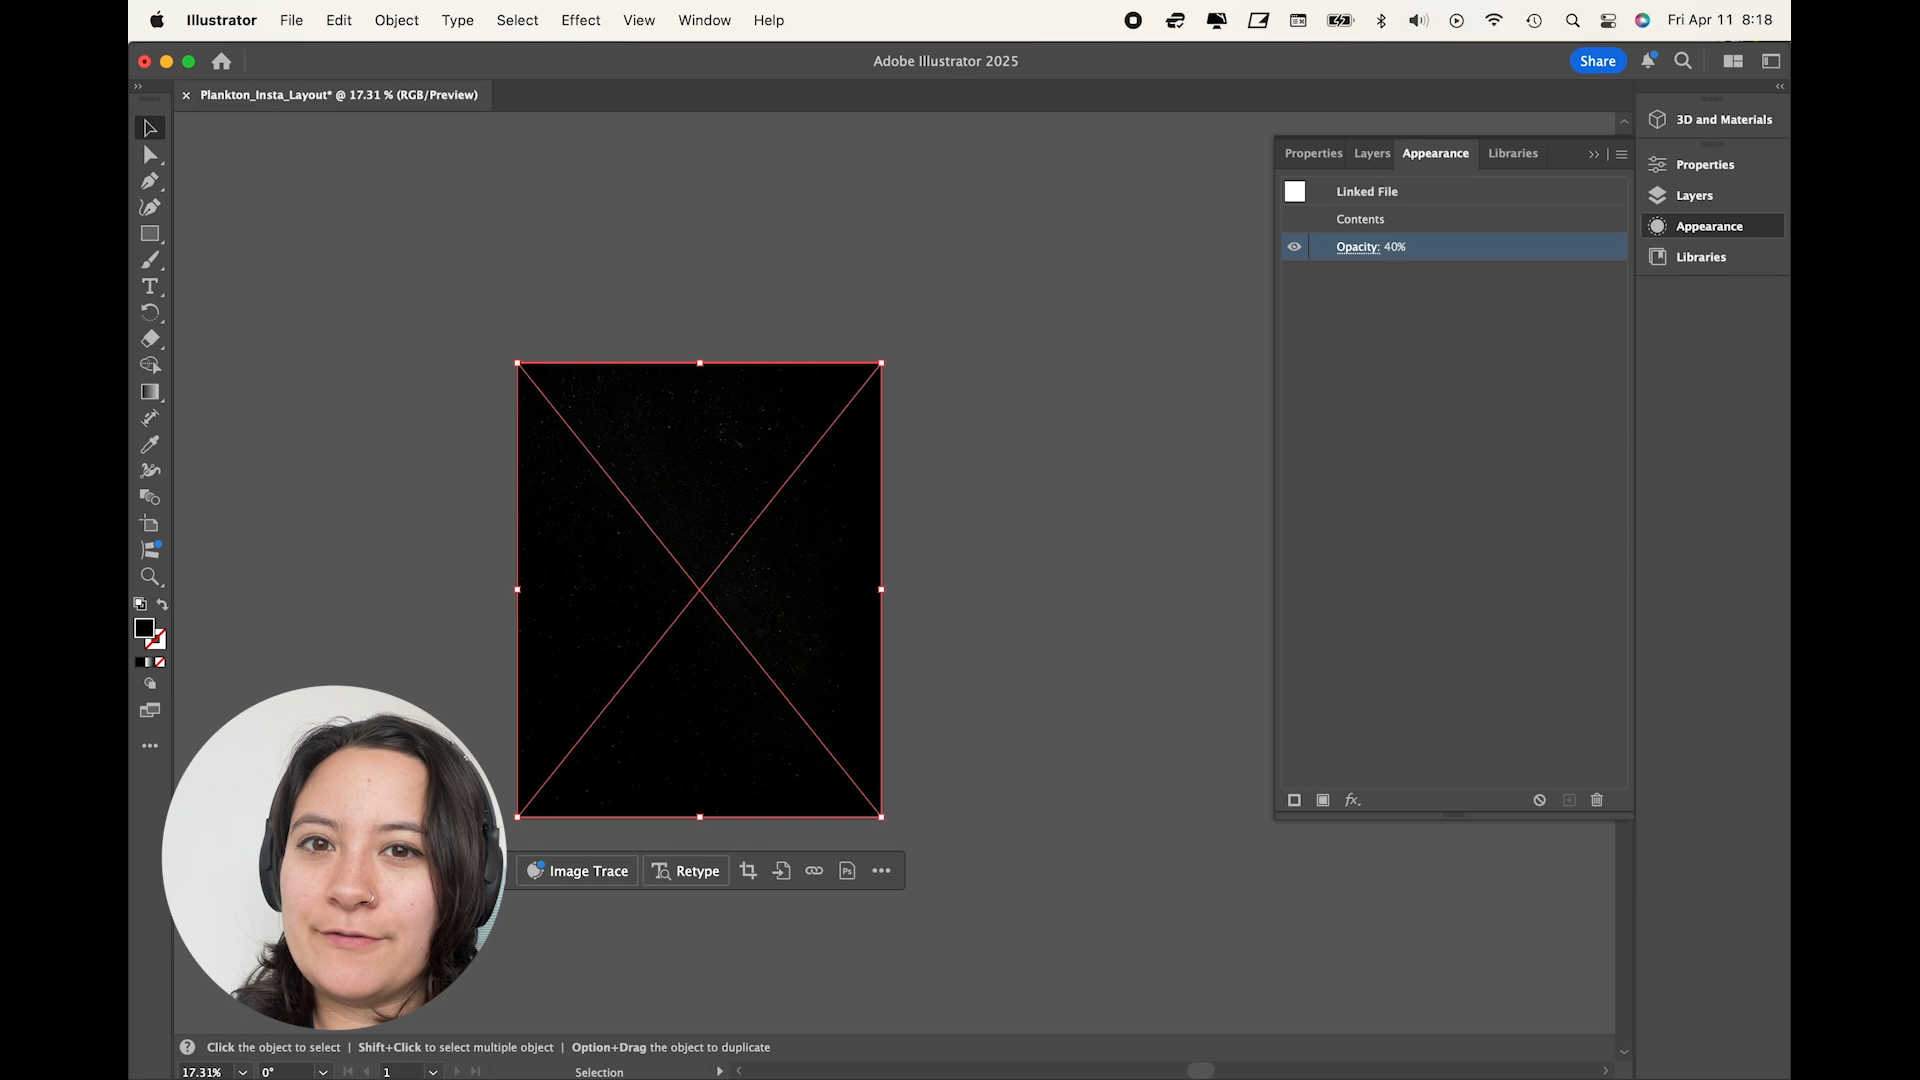 Illustrator File Edit Object Type Select Effect View Window Help Fri Apr 11 8:18
Adobe Illustrator 2025
Share
Plankton_Insta_Layout* @ 17.31 % (RGB/Preview)
Properties Layers Appearance Libraries
Linked File
Contents
Opacity: 40%
3D and Materials
Properties
Layers
Appearance
Libraries
fx.
Image Trace Retype Ps
Click the object to select | Shift+Click to select multiple object | Option+Drag the object to duplicate
17.31% 0° 1 Selection